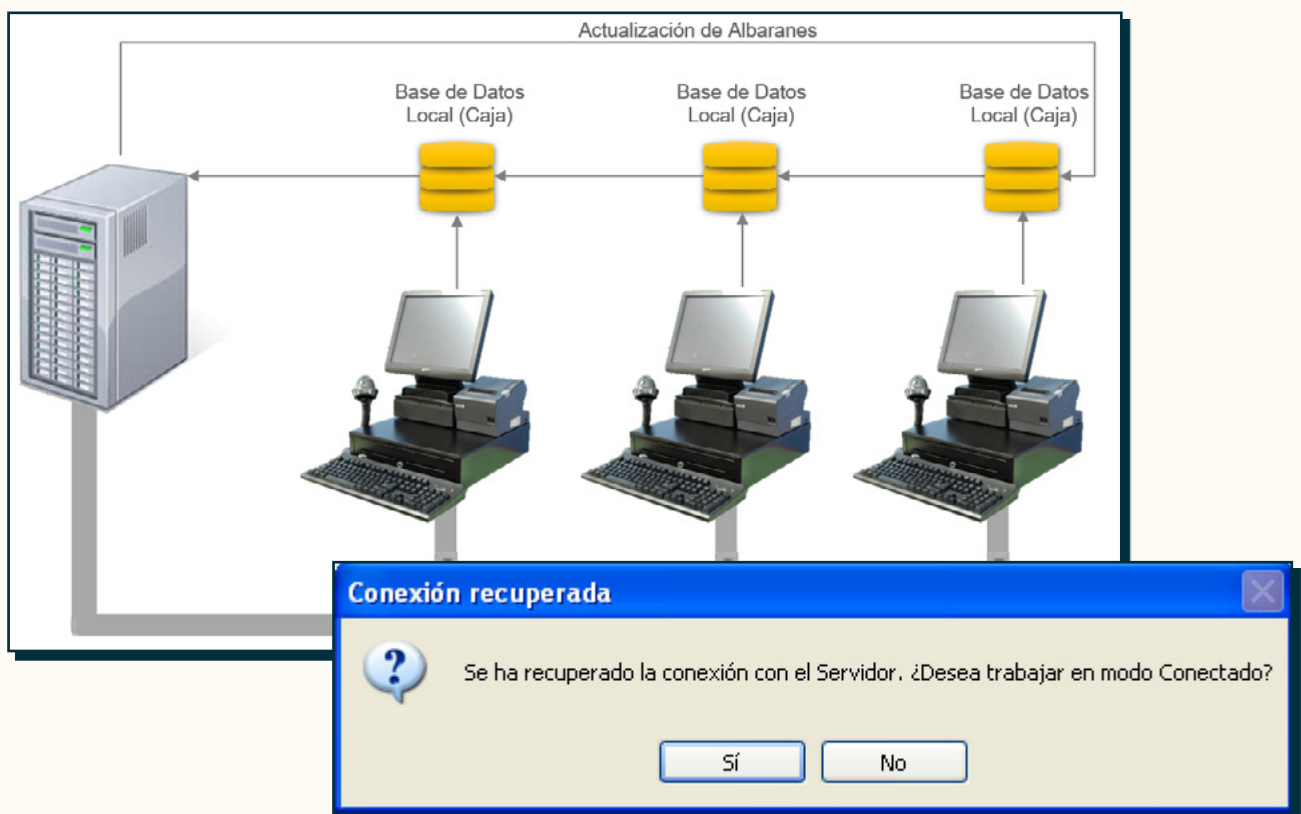 Actualización de Albaranes
Base de Datos
Local (Caja)
Base de Datos
Local (Caja)
Base de Datos
Local (Caja)
Conexión recuperada
Se ha recuperado la conexión con el Servidor. ¿Desea trabajar en modo Conectado?
Sí
No